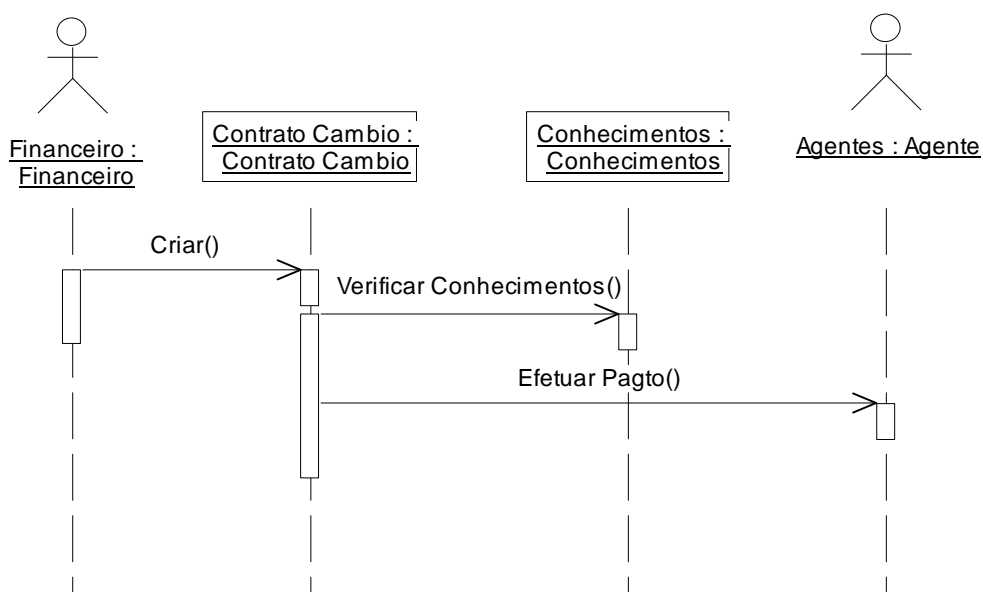 Financeiro :
Financeiro
Contrato Cambio :
Contrato Cambio
Conhecimentos :
Conhecimentos
Agentes : Agente
Criar()
Verificar Conhecimentos()
Efetuar Pagto()